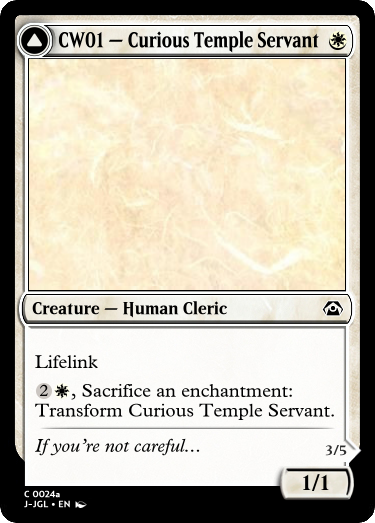 CW01 — Curious Temple Servant
Creature — Human Cleric
Lifelink
2, Sacrifice an enchantment:
Transform Curious Temple Servant.
If you're not careful…
3/5
1/1
C 0024a
J-JGL • EN